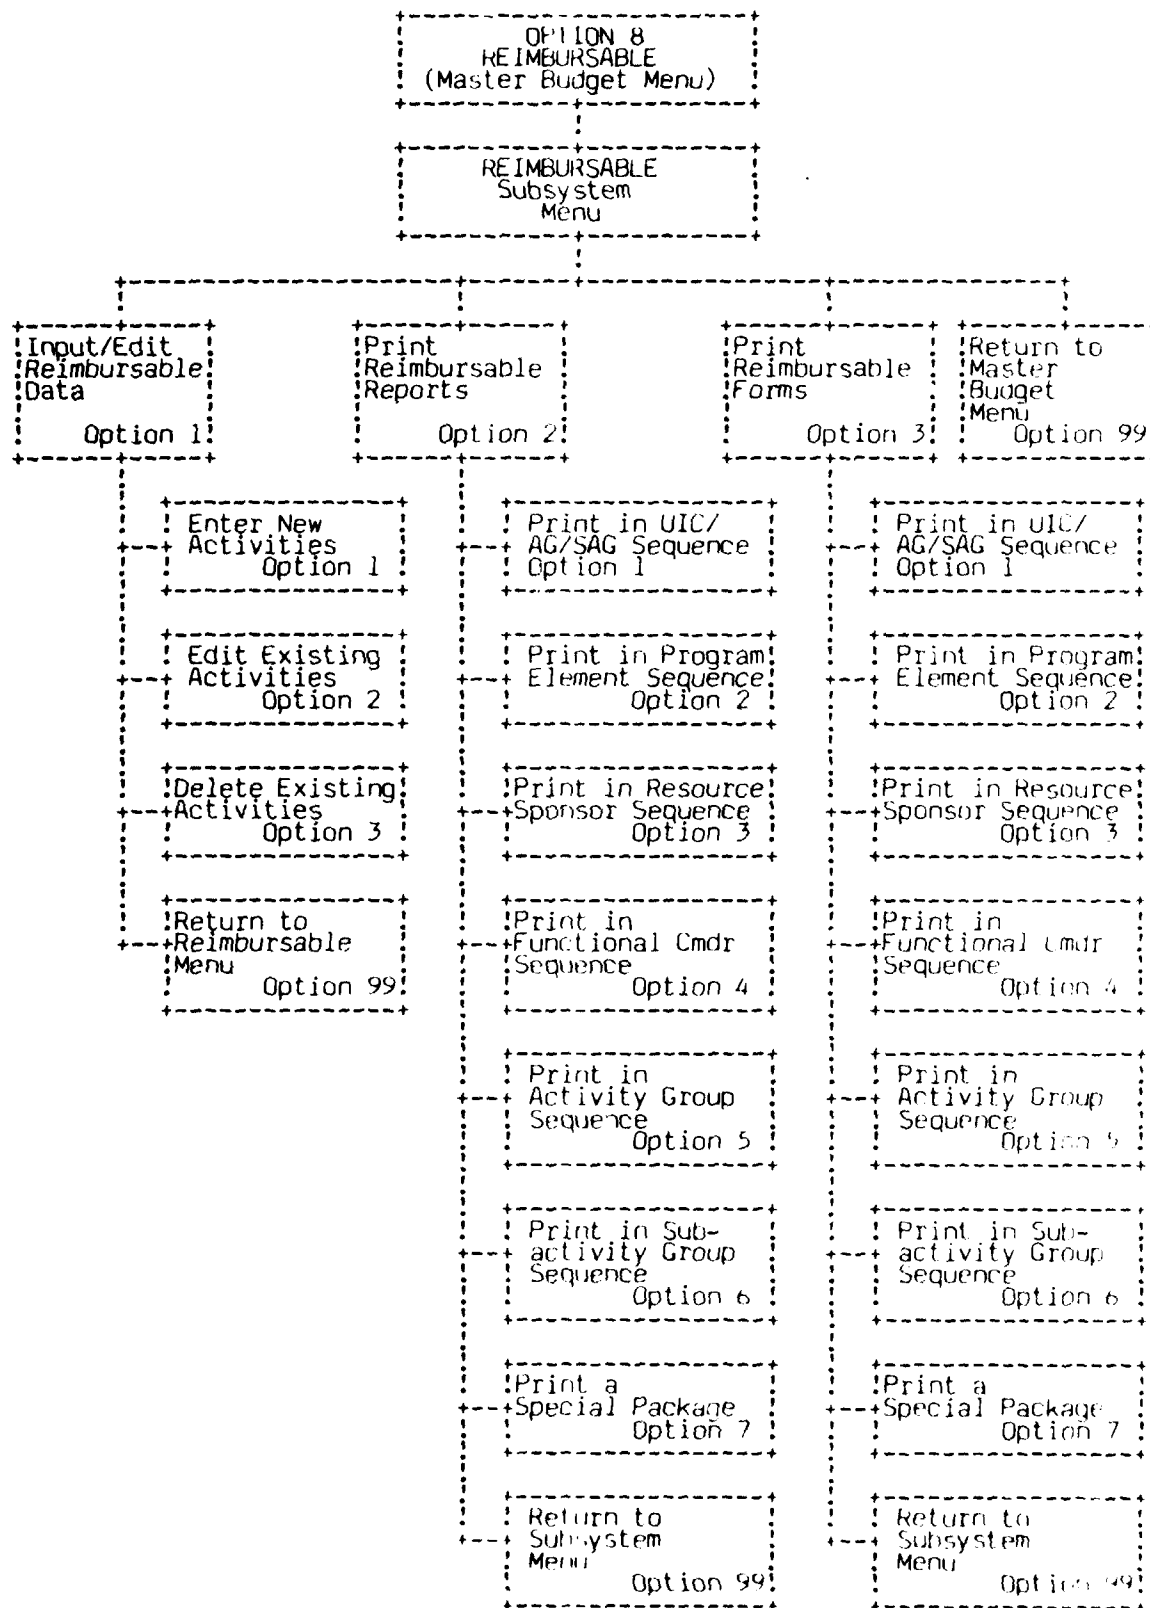 OPTION 8
REIMBURSABLE
(Master Budget Menu)
REIMBURSABLE
Subsystem
Menu
Input/Edit
Reimbursable
Data
Option 1
Print
Reimbursable
Reports
Option 2
Print
Reimbursable
Forms
Option 3
Return to
Master
Budget
Menu
Option 99
Enter New
Activities
Option 1
Edit Existing
Activities
Option 2
Delete Existing
Activities
Option 3
Return to
Reimbursable
Menu
Option 99
Print in UIC/
AG/SAG Sequence
Option 1
Print in Program
Element Sequence
Option 2
Print in Resource
Sponsor Sequence
Option 3
Print in
Functional Cmdr
Sequence
Option 4
Print in
Activity Group
Sequence
Option 5
Print in Sub-
activity Group
Sequence
Option 6
Print a
Special Package
Option 7
Return to
Subsystem
Menu
Option 99
Print in UIC/
AG/SAG Sequence
Option 1
Print in Program
Element Sequence
Option 2
Print in Resource
Sponsor Sequence
Option 3
Print in
Functional Cmdr
Sequence
Option 4
Print in
Activity Group
Sequence
Option 5
Print in Sub-
activity Group
Sequence
Option 6
Print a
Special Package
Option 7
Return to
Subsystem
Menu
Option 99